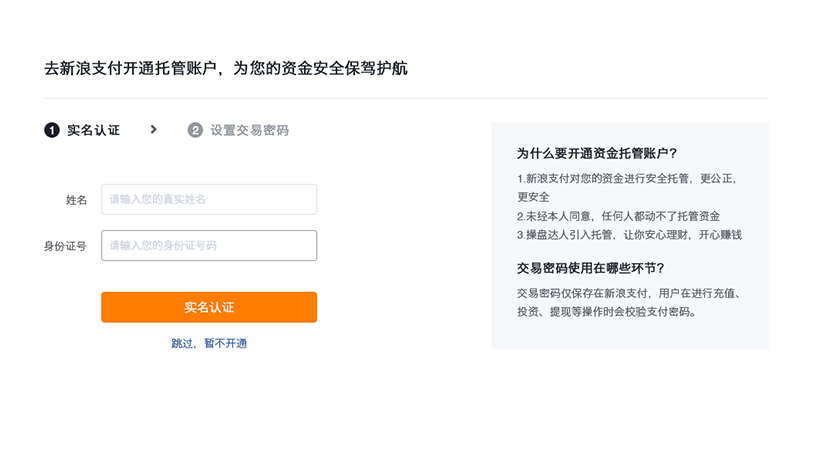 去新浪支付开通托管账户，为您的资金安全保驾护航
1 实名认证 > 2 设置交易密码
姓名 请输入您的真实姓名
身份证号 请输入您的身份证号码
实名认证
跳过，暂不开通
为什么要开通资金托管账户？
1.新浪支付对您的资金进行安全托管，更公正，
更安全
2.未经本人同意，任何人都动不了托管资金
3.操盘达人引入托管，让你安心理财，开心赚钱
交易密码使用在哪些环节？
交易密码仅保存在新浪支付，用户在进行充值、
投资、提现等操作时会校验支付密码。